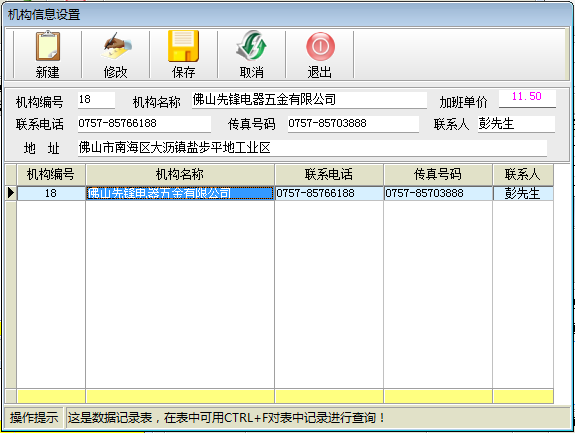 机构信息设置
新建 修改 保存 取消 退出
机构编号 18 机构名称 佛山先锋电器五金有限公司 加班单价 11.50
联系电话 0757-85766188 传真号码 0757-85703888 联系人 彭先生
地 址 佛山市南海区大沥镇盐步平地工业区
机构编号 机构名称 联系电话 传真号码 联系人
18 佛山先锋电器五金有限公司 0757-85766188 0757-85703888 彭先生
操作提示 这是数据记录表，在表中可用CTRL+F对表中记录进行查询！